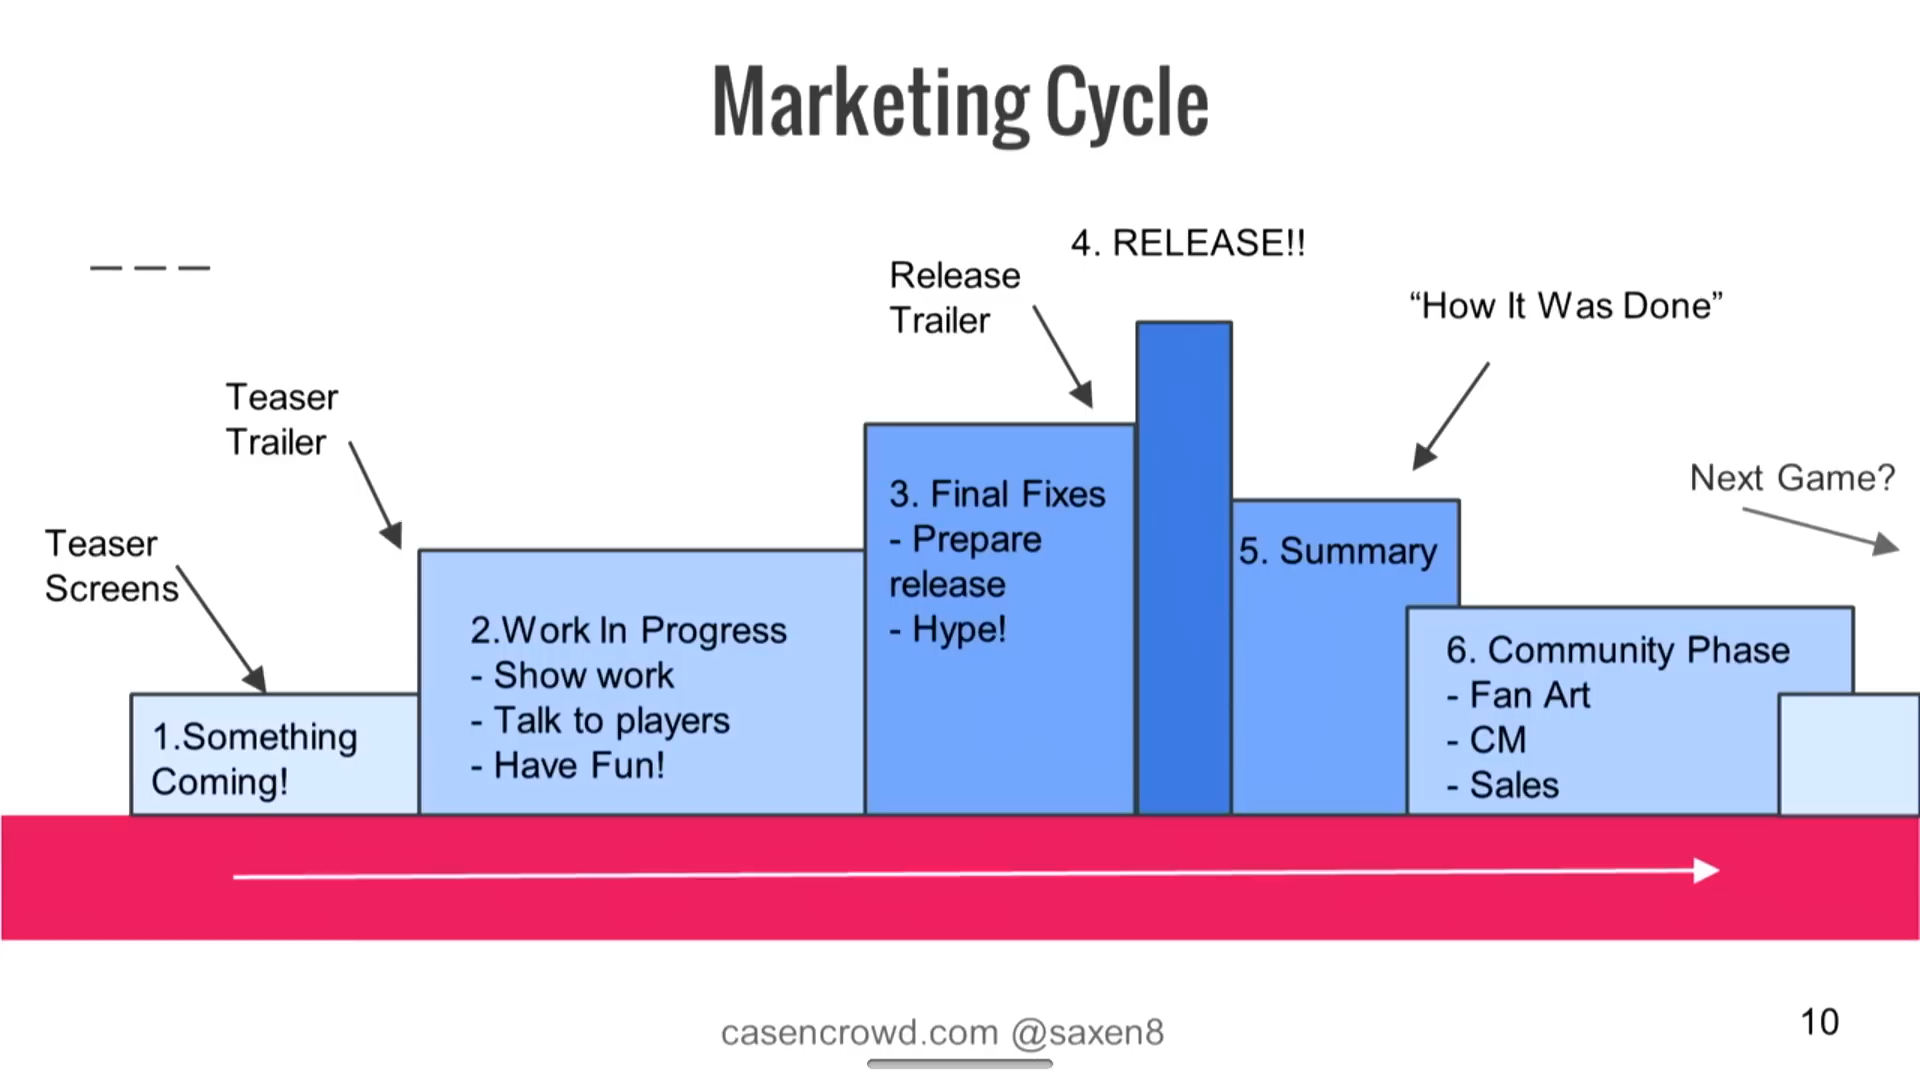 Marketing Cycle
4. RELEASE!!
Release
Trailer
“How It Was Done”
Teaser
Trailer
Next Game?
Teaser
Screens
1.Something
Coming!
2.Work In Progress
- Show work
- Talk to players
- Have Fun!
3. Final Fixes
- Prepare
release
- Hype!
5. Summary
6. Community Phase
- Fan Art
- CM
- Sales
casencrowd.com @saxen8
10